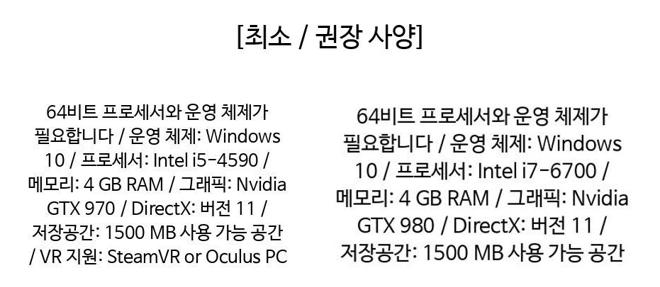 [최소 / 권장 사양]
64비트 프로세서와 운영 체제가
필요합니다 / 운영 체제: Windows
10 / 프로세서: Intel i5-4590 /
메모리: 4 GB RAM / 그래픽: Nvidia
GTX 970 / DirectX: 버전 11 /
저장공간: 1500 MB 사용 가능 공간
/ VR 지원: SteamVR or Oculus PC
64비트 프로세서와 운영 체제가
필요합니다 / 운영 체제: Windows
10 / 프로세서: Intel i7-6700 /
메모리: 4 GB RAM / 그래픽: Nvidia
GTX 980 / DirectX: 버전 11 /
저장공간: 1500 MB 사용 가능 공간